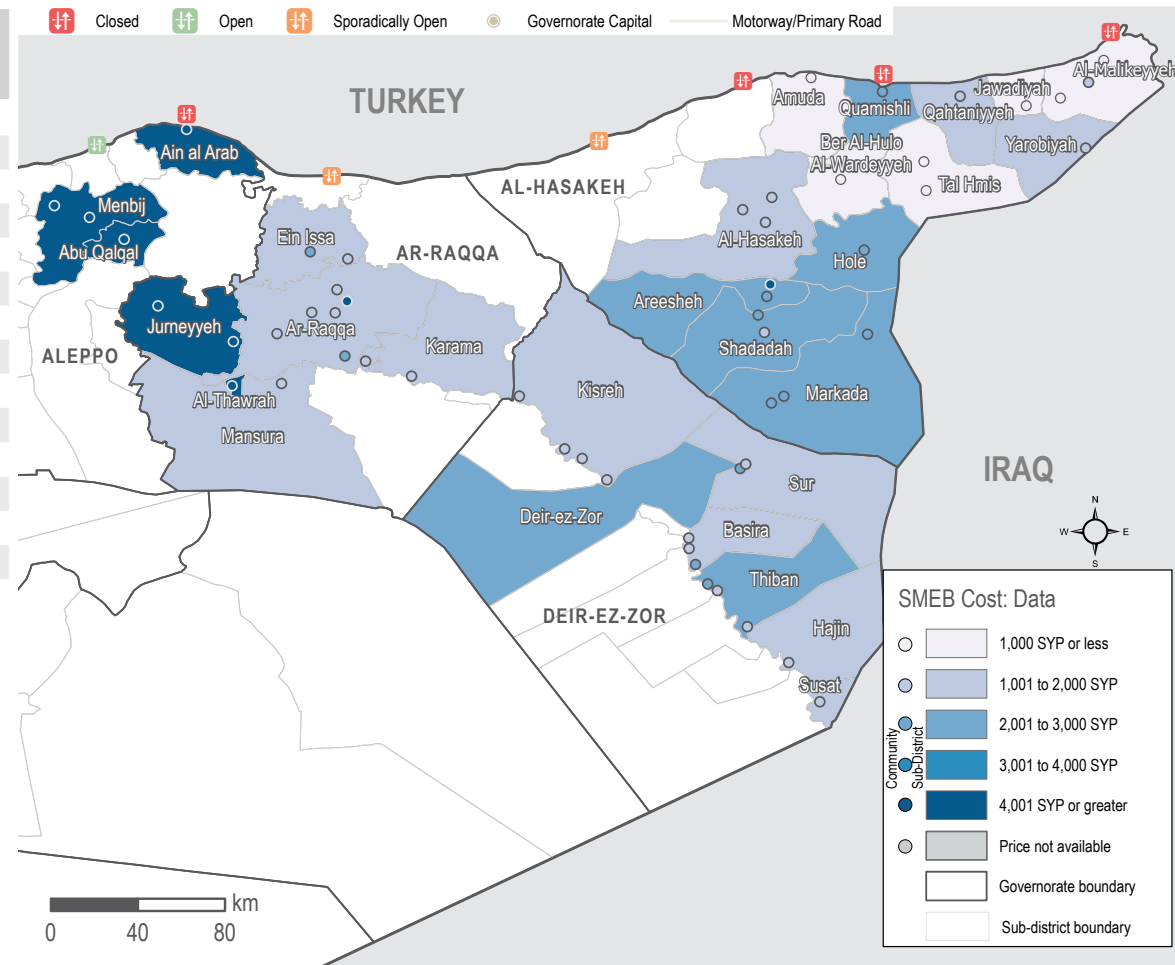 Closed
Open
Sporadically Open
Governorate Capital
Motorway/Primary Road
TURKEY
Al-Malikeyyeh
Amuda
Jawadiyah
Quamishli
Qahtaniyyeh
Ain al Arab
Ber Al-Hulo
Al-Wardeyyeh
Yarobiyah
AL-HASAKEH
Tal Hmis
Menbij
Ein Issa
Al-Hasakeh
Abu Qalqal
AR-RAQQA
Hole
Areesheh
Jurneyyeh
Ar-Raqqa
Karama
Shadadah
ALEPPO
Kisreh
Markada
Al-Thawrah
Mansura
IRAQ
Sur
Deir-ez-Zor
Basira
N
W
E
S
Thiban
DEIR-EZ-ZOR
Hajin
Susat
SMEB Cost: Data
1,000 SYP or less
1,001 to 2,000 SYP
2,001 to 3,000 SYP
3,001 to 4,000 SYP
4,001 SYP or greater
Price not available
Governorate boundary
Sub-district boundary
Community
Sub-District
km
0 40 80